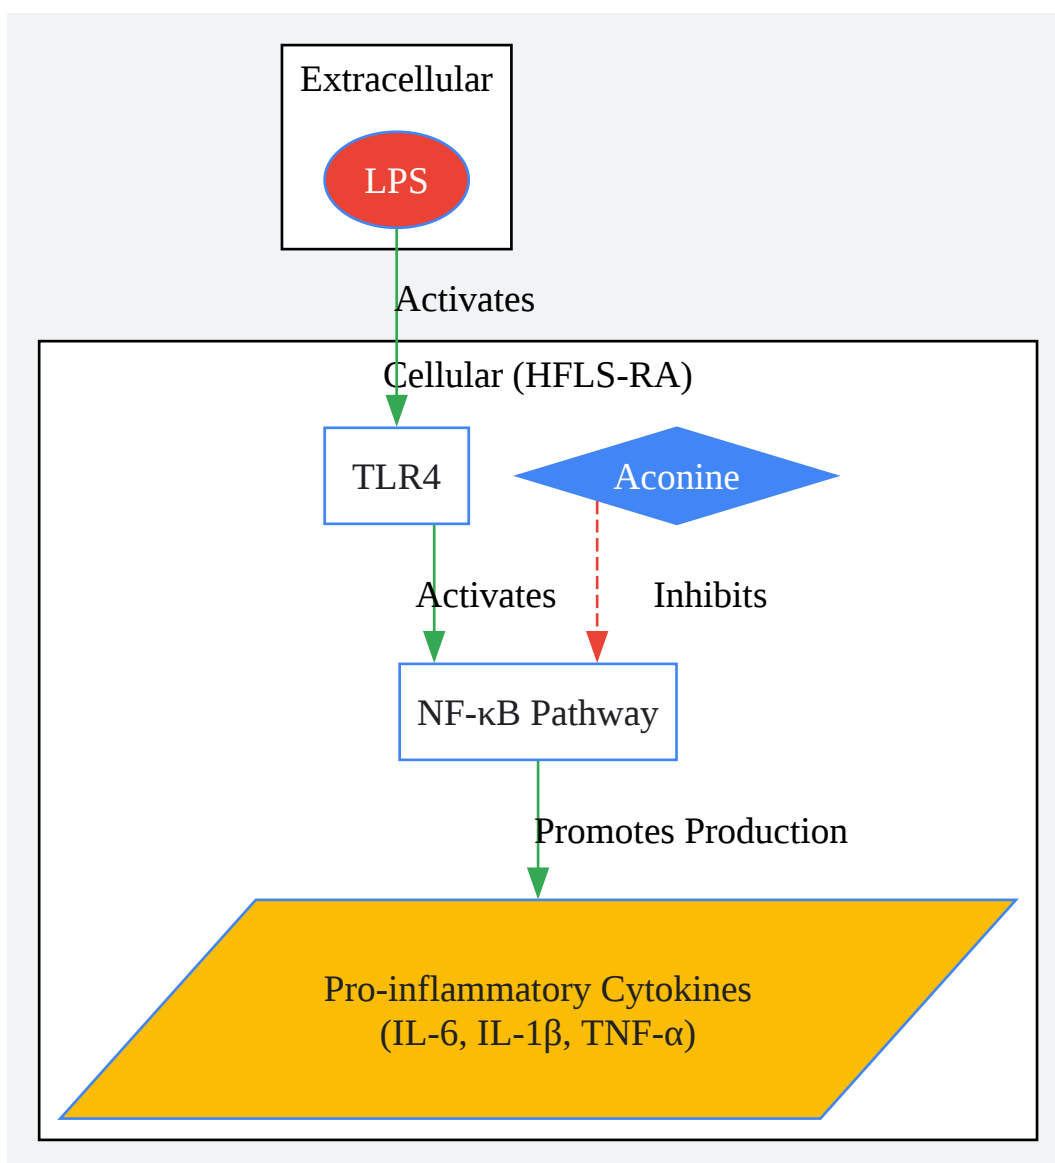 Extracellular
LPS
Activates
Cellular (HFLS-RA)
TLR4
Aconine
Activates
Inhibits
NF-κB Pathway
Promotes Production
Pro-inflammatory Cytokines
(IL-6, IL-1β, TNF-α)